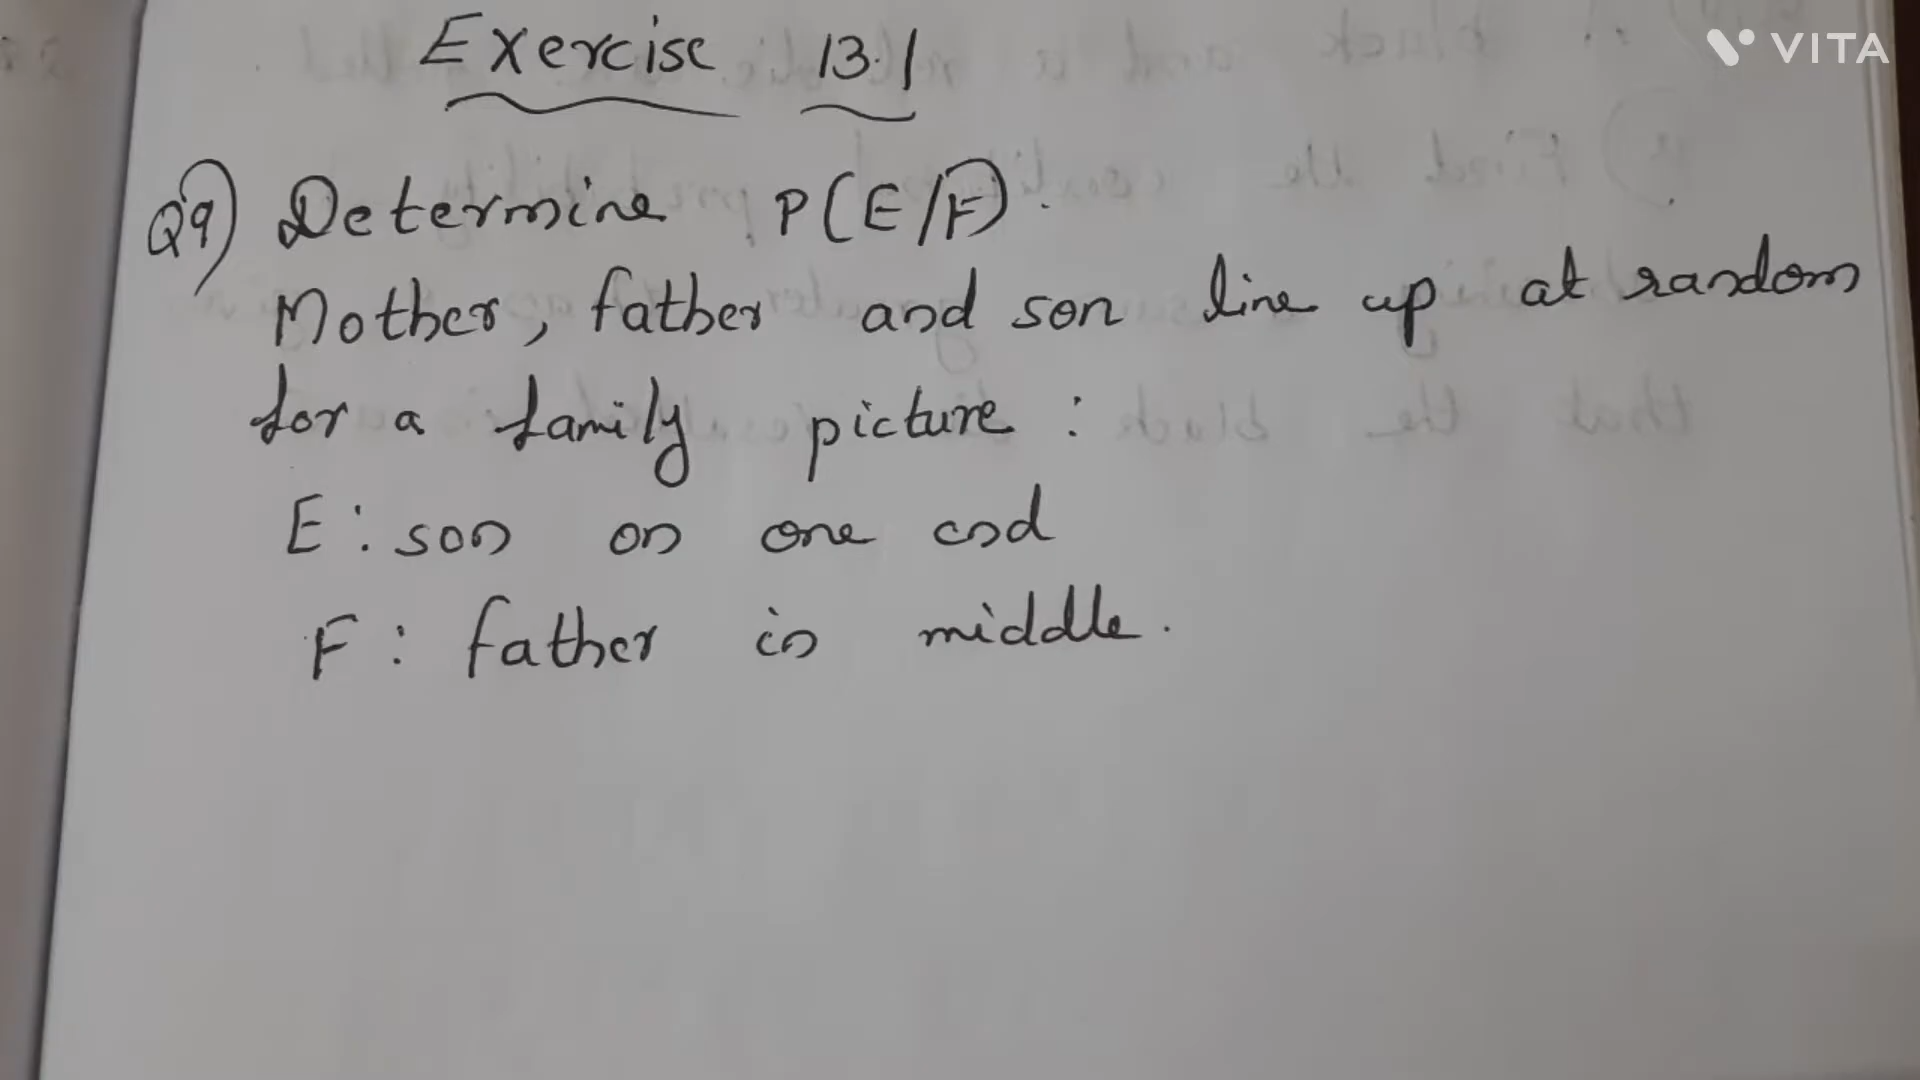 Exercise 13.1
VITA
Q9) Determine P(E/F).
Mother, father and son line up at random
for a family picture :
E : son on one end
F : father in middle.